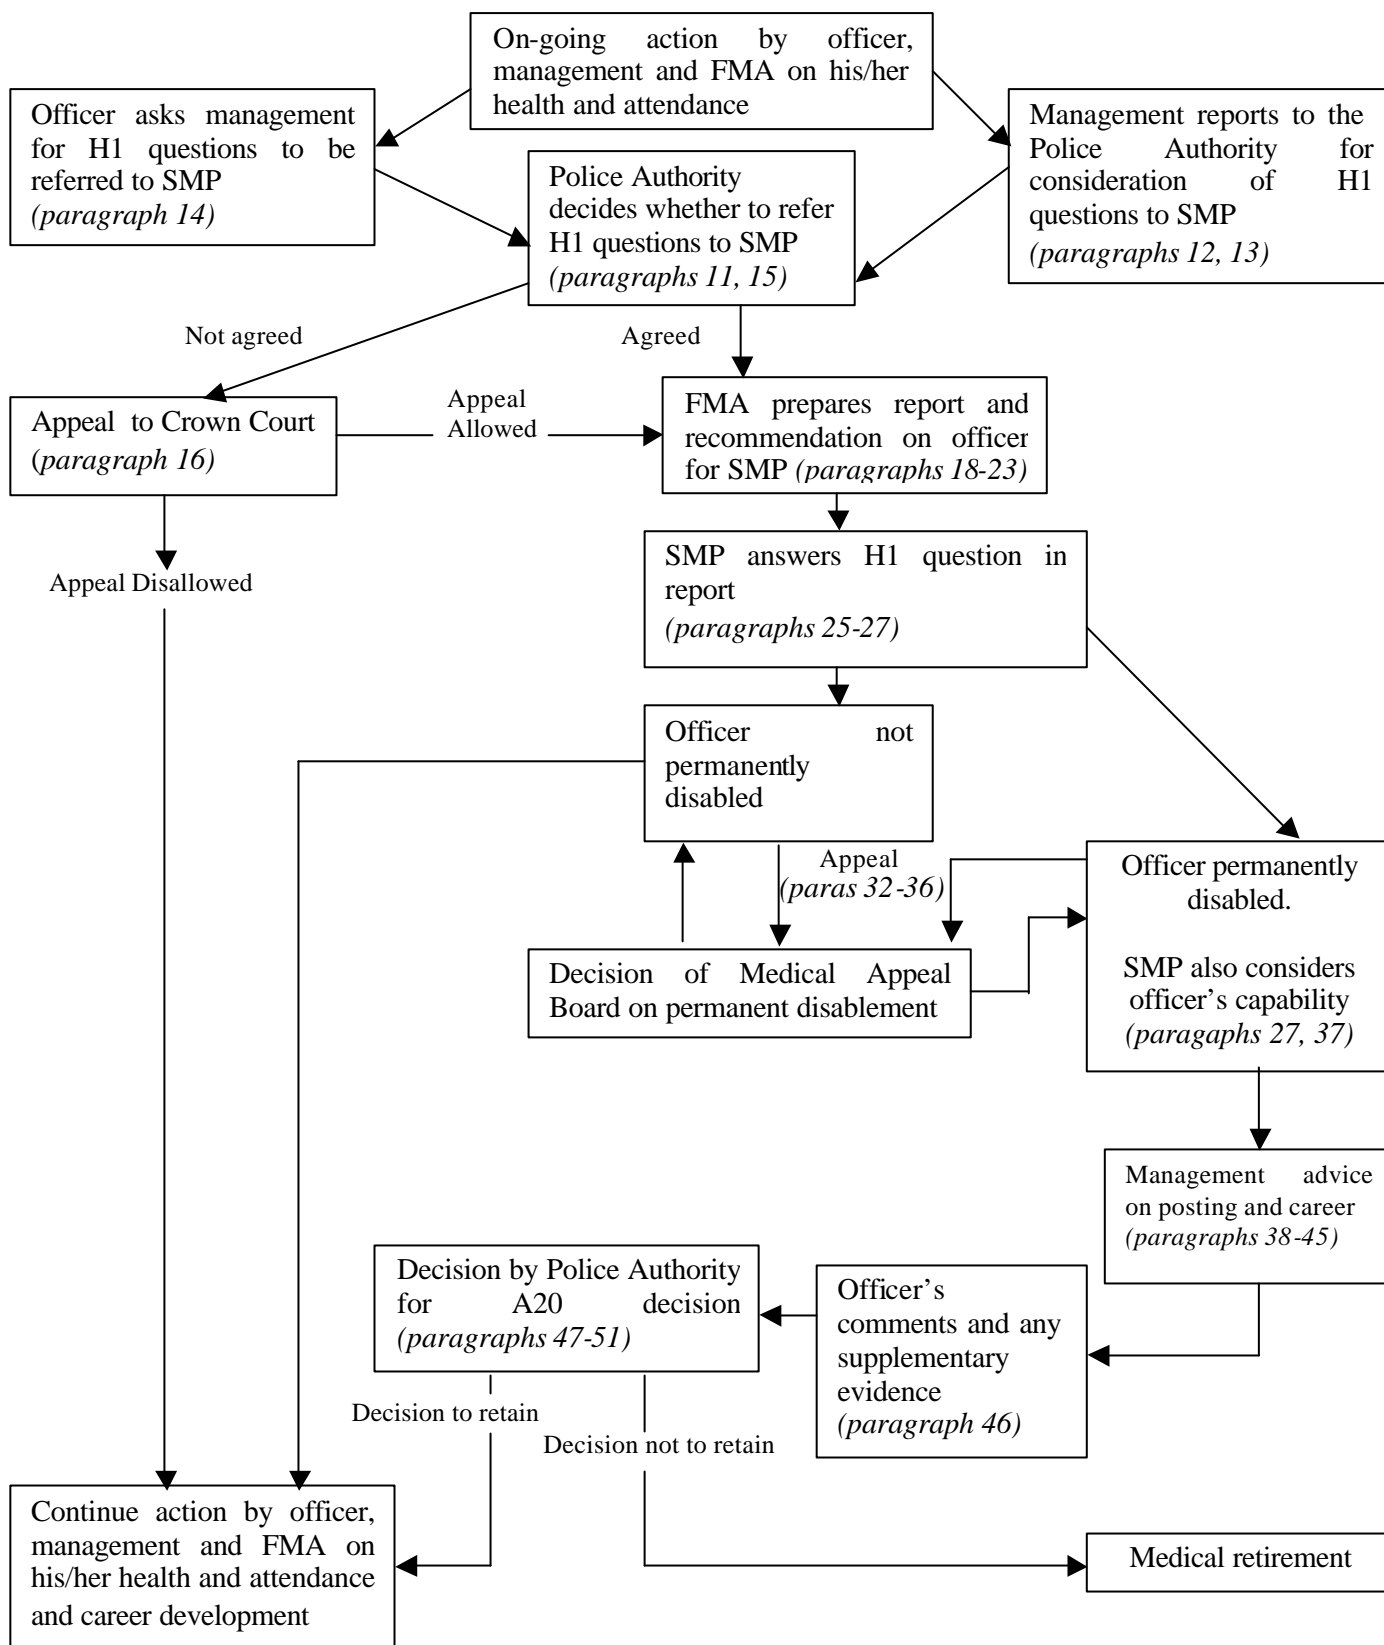 On-going action by officer,
management and FMA on his/her
health and attendance
Officer asks management
for H1 questions to be
referred to SMP
(paragraph 14)
Management reports to the
Police Authority for
consideration of H1
questions to SMP
(paragraphs 12, 13)
Police Authority
decides whether to refer
H1 questions to SMP
(paragraphs 11, 15)
Not agreed
Agreed
Appeal to Crown Court
(paragraph 16)
Appeal
Allowed
FMA prepares report and
recommendation on officer
for SMP (paragraphs 18-23)
SMP answers H1 question in
report
(paragraphs 25-27)
Appeal Disallowed
Officer not
permanently
disabled
Appeal
(paras 32-36)
Officer permanently
disabled.
SMP also considers
officer's capability
(paragaphs 27, 37)
Decision of Medical Appeal
Board on permanent disablement
Management advice
on posting and career
(paragraphs 38-45)
Decision by Police Authority
for A20 decision
(paragraphs 47-51)
Officer's
comments and any
supplementary
evidence
(paragraph 46)
Decision to retain
Decision not to retain
Continue action by officer,
management and FMA on
his/her health and attendance
and career development
Medical retirement